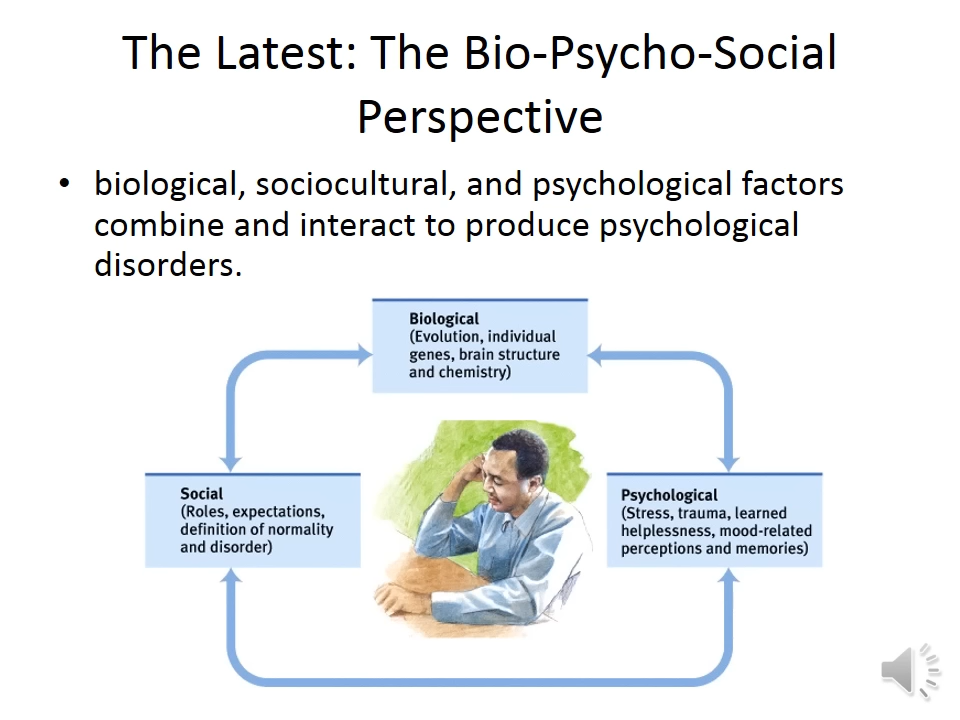 The Latest: The Bio-Psycho-Social
Perspective
• biological, sociocultural, and psychological factors
combine and interact to produce psychological
disorders.
Biological
(Evolution, individual
genes, brain structure
and chemistry)
Social
(Roles, expectations,
definition of normality
and disorder)
Psychological
(Stress, trauma, learned
helplessness, mood-related
perceptions and memories)